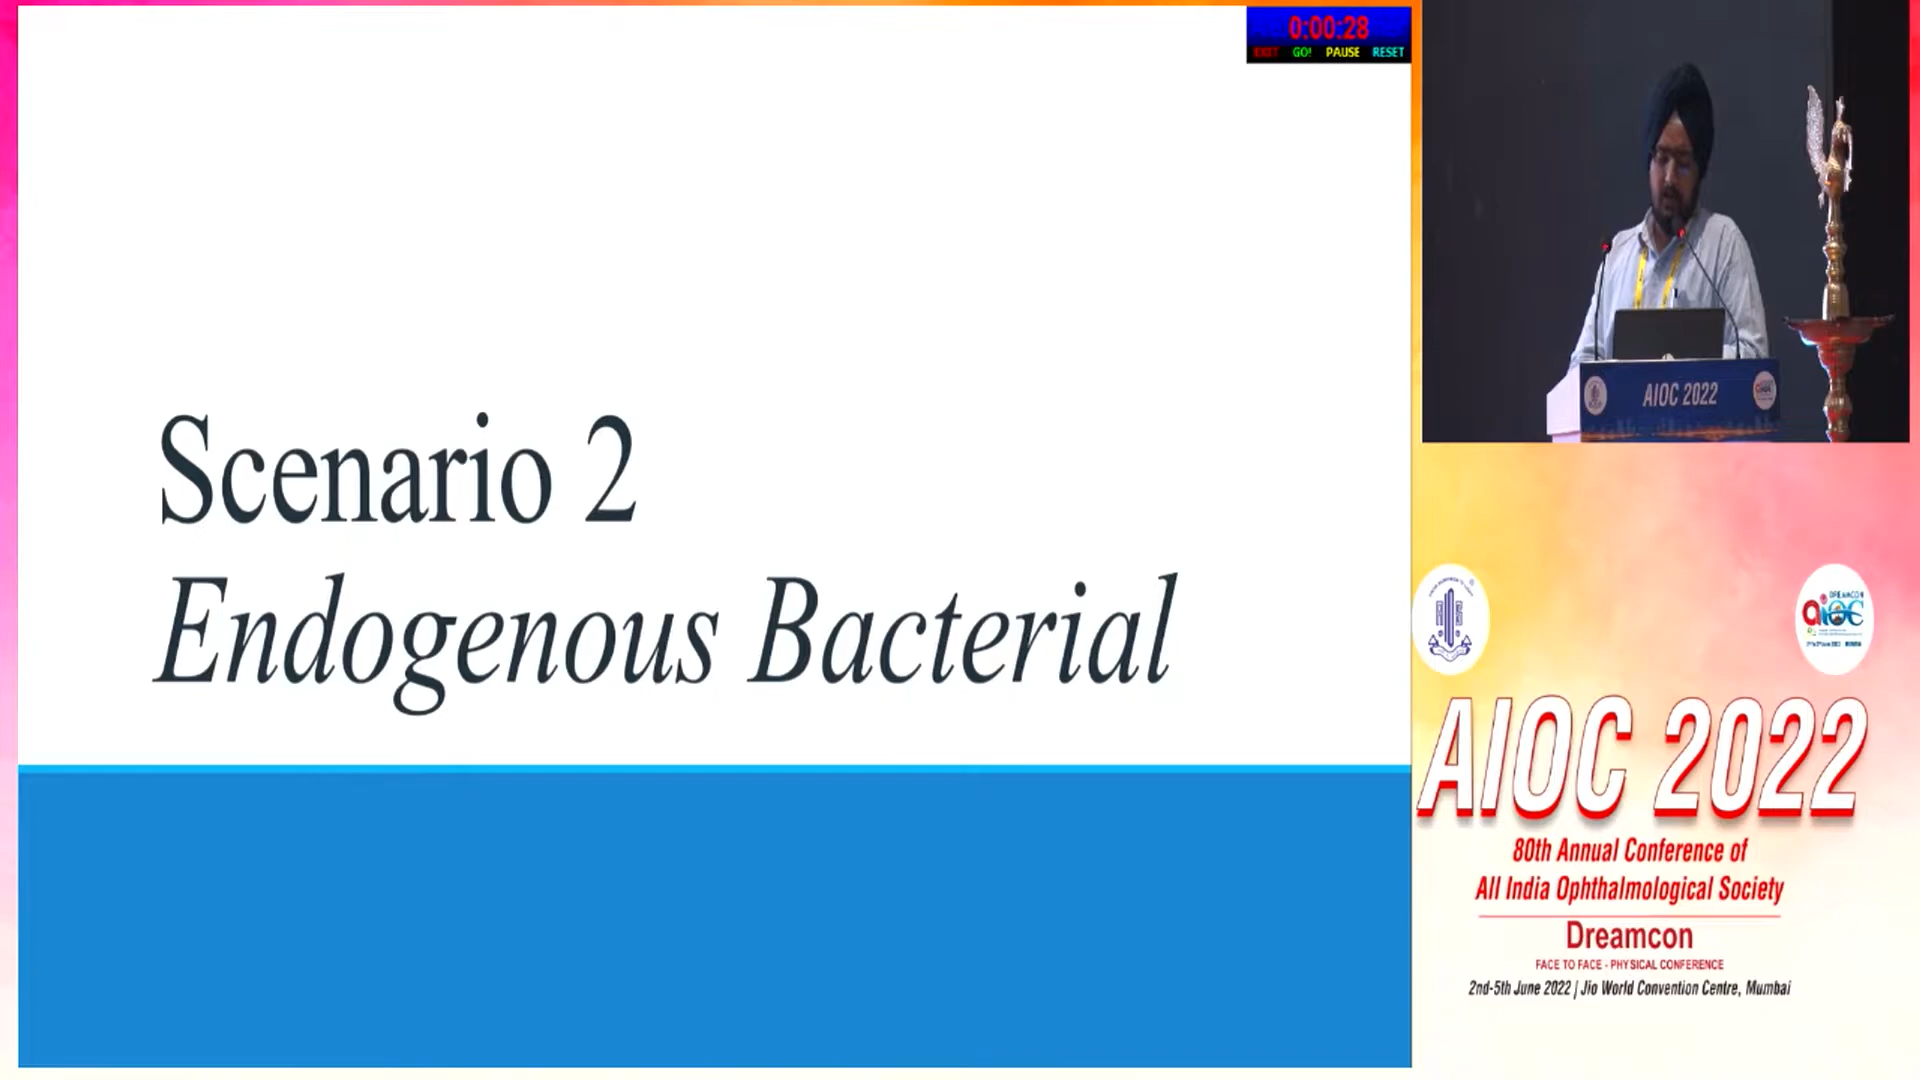 0:00:28
EXIT GO! PAUSE RESET
Scenario 2
Endogenous Bacterial
AIOC 2022
AIOC 2022
80th Annual Conference of
All India Ophthalmological Society
Dreamcon
FACE TO FACE - PHYSICAL CONFERENCE
2nd-5th June 2022 | Jio World Convention Centre, Mumbai